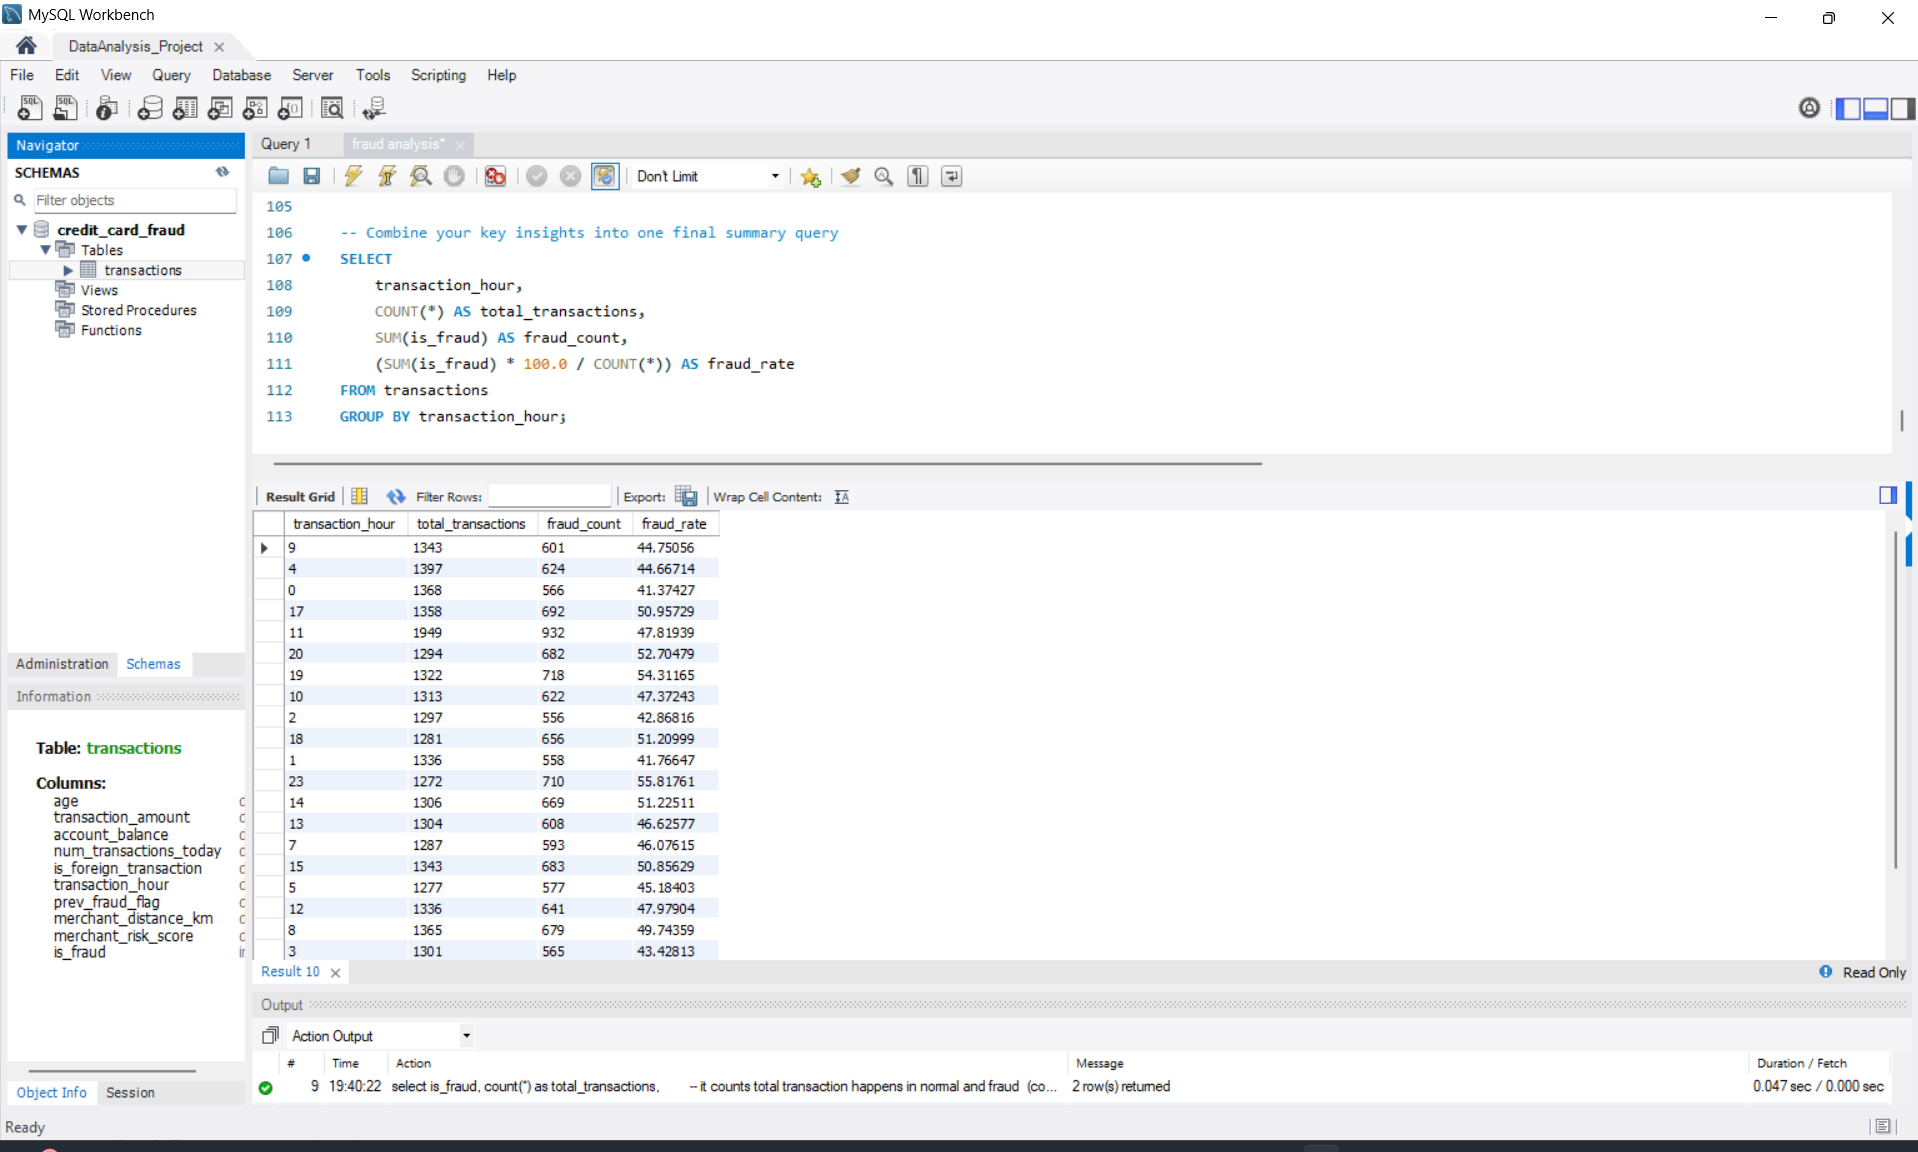 MySQL Workbench
DataAnalysis_Project
File Edit View Query Database Server Tools Scripting Help
Navigator
SCHEMAS
Filter objects
credit_card_fraud
Tables
transactions
Views
Stored Procedures
Functions
Administration Schemas
Information
Table: transactions
Columns:
age
transaction_amount
account_balance
num_transactions_today
is_foreign_transaction
transaction_hour
prev_fraud_flag
merchant_distance_km
merchant_risk_score
is_fraud
Object Info Session
Query 1 fraud analysis*
Don't Limit
105
106 -- Combine your key insights into one final summary query
107 SELECT
108 transaction_hour,
109 COUNT(*) AS total_transactions,
110 SUM(is_fraud) AS fraud_count,
111 (SUM(is_fraud) * 100.0 / COUNT(*)) AS fraud_rate
112 FROM transactions
113 GROUP BY transaction_hour;
Result Grid Filter Rows: Export: Wrap Cell Content:
transaction_hour total_transactions fraud_count fraud_rate
9 1343 601 44.75056
4 1397 624 44.66714
0 1368 566 41.37427
17 1358 692 50.95729
11 1949 932 47.81939
20 1294 682 52.70479
19 1322 718 54.31165
10 1313 622 47.37243
2 1297 556 42.86816
18 1281 656 51.20999
1 1336 558 41.76647
23 1272 710 55.81761
14 1306 669 51.22511
13 1304 608 46.62577
7 1287 593 46.07615
15 1343 683 50.85629
5 1277 577 45.18403
12 1336 641 47.97904
8 1365 679 49.74359
3 1301 565 43.42813
Result 10
Read Only
Output
Action Output
# Time Action Message Duration / Fetch
9 19:40:22 select is_fraud, count(*) as total_transactions, -- it counts total transaction happens in normal and fraud (co... 2 row(s) returned 0.047 sec / 0.000 sec
Ready